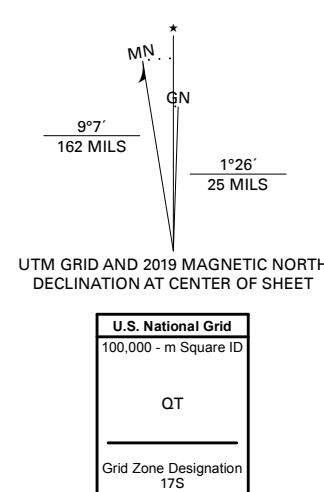 ★
MN
GN
9°7´
162 MILS
1°26´
25 MILS
UTM GRID AND 2019 MAGNETIC NORTH
DECLINATION AT CENTER OF SHEET
U.S. National Grid
100,000 - m Square ID
QT
Grid Zone Designation
17S